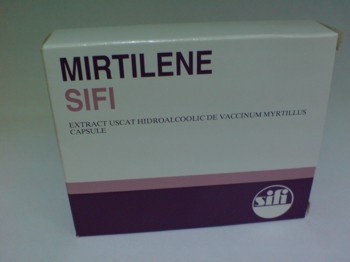 MIRTILENE
SIFI
EXTRACT USCAT HIDROALCOOLIC DE VACCINUM MYRTILLUS
CAPSULE
sifi